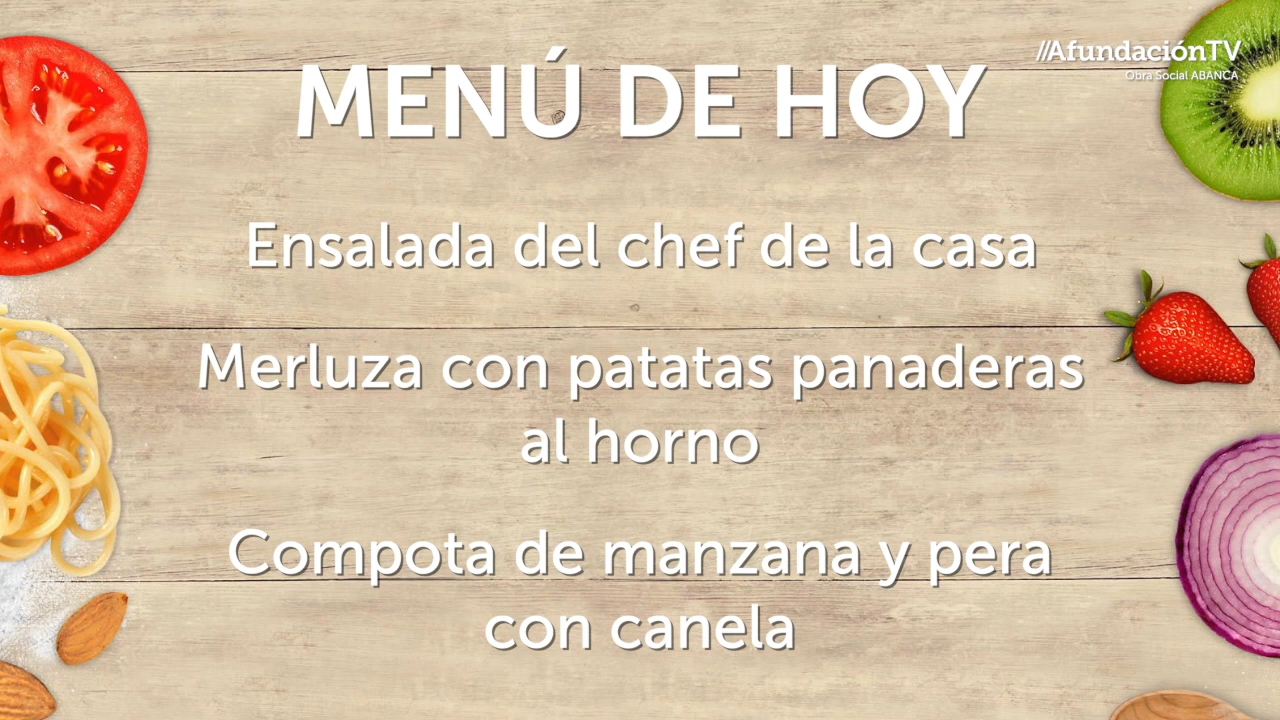 //AfundaciónTV
Obra Social ABANCA
MENÚ DE HOY
Ensalada del chef de la casa
Merluza con patatas panaderas
al horno
Compota de manzana y pera
con canela